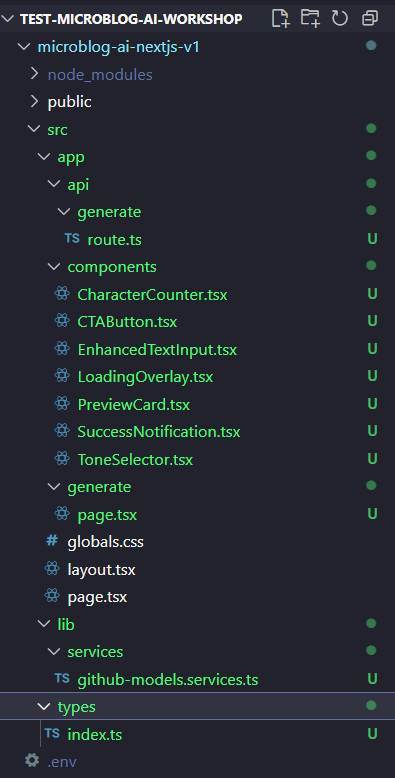 TEST-MICROBLOG-AI-WORKSHOP
microblog-ai-nextjs-v1
node_modules
public
src
app
api
generate
TS route.ts U
components
CharacterCounter.tsx U
CTAButton.tsx U
EnhancedTextInput.tsx U
LoadingOverlay.tsx U
PreviewCard.tsx U
SuccessNotification.tsx U
ToneSelector.tsx U
generate
page.tsx U
# globals.css
layout.tsx
page.tsx
lib
services
TS github-models.services.ts U
types
TS index.ts U
.env